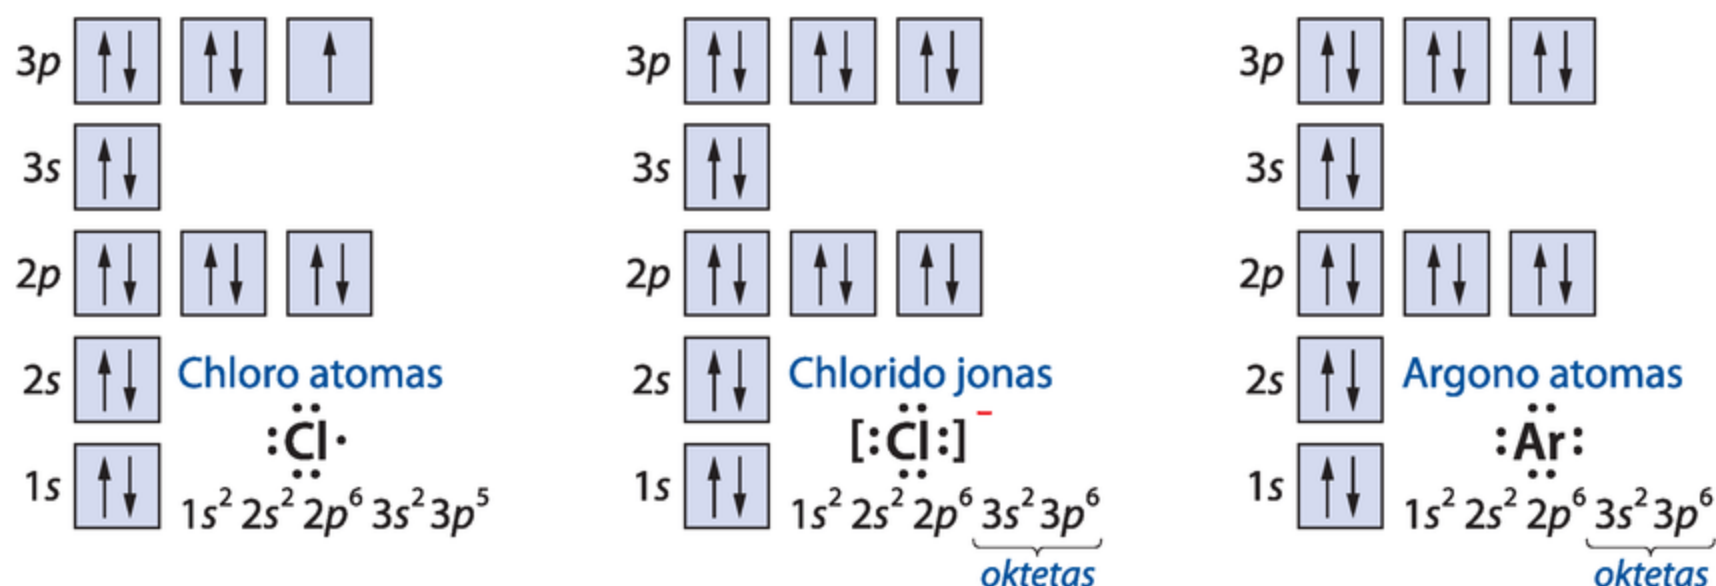 3p 3p 3p
3s 3s 3s
2p 2p 2p
2s Chloro atomas 2s Chlorido jonas 2s Argono atomas
:Cl· [:Cl:]⁻ :Ar:
1s 1s 1s
1s² 2s² 2p⁶ 3s² 3p⁵ 1s² 2s² 2p⁶ 3s² 3p⁶ 1s² 2s² 2p⁶ 3s² 3p⁶
oktetas oktetas